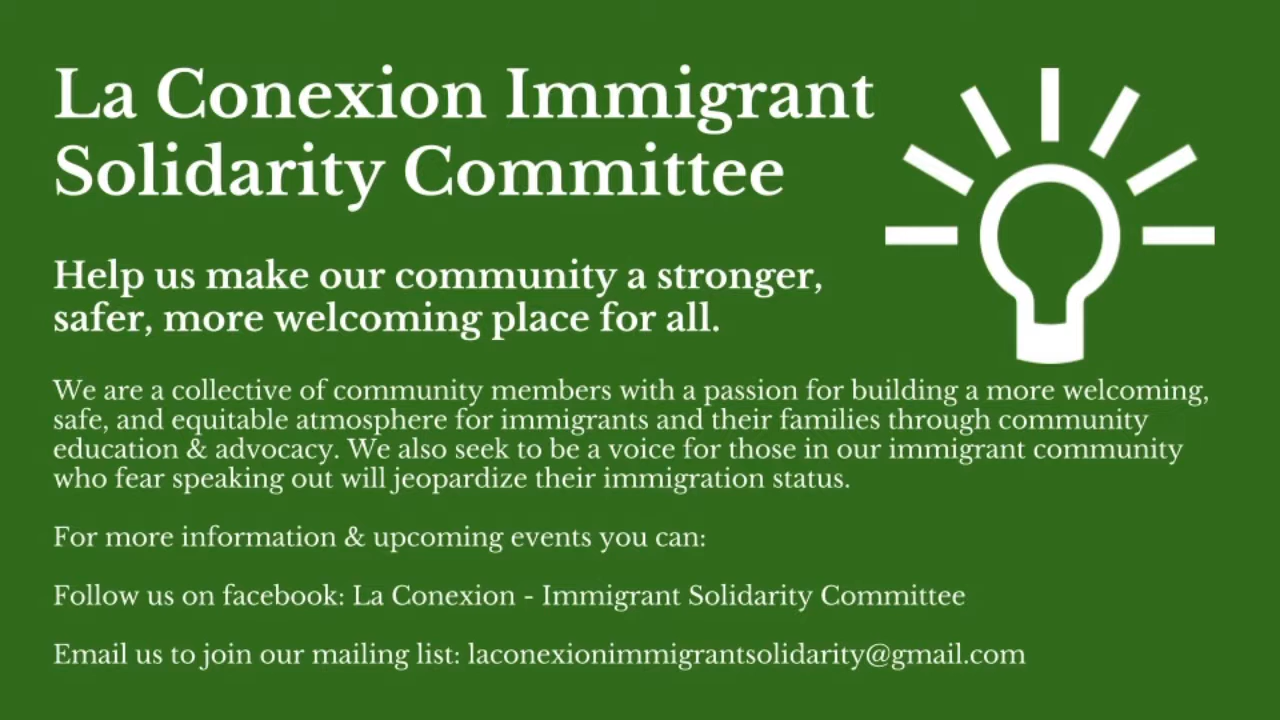 La Conexion Immigrant
Solidarity Committee
Help us make our community a stronger,
safer, more welcoming place for all.
We are a collective of community members with a passion for building a more welcoming,
safe, and equitable atmosphere for immigrants and their families through community
education & advocacy. We also seek to be a voice for those in our immigrant community
who fear speaking out will jeopardize their immigration status.
For more information & upcoming events you can:
Follow us on facebook: La Conexion - Immigrant Solidarity Committee
Email us to join our mailing list: laconexionimmigrantsolidarity@gmail.com